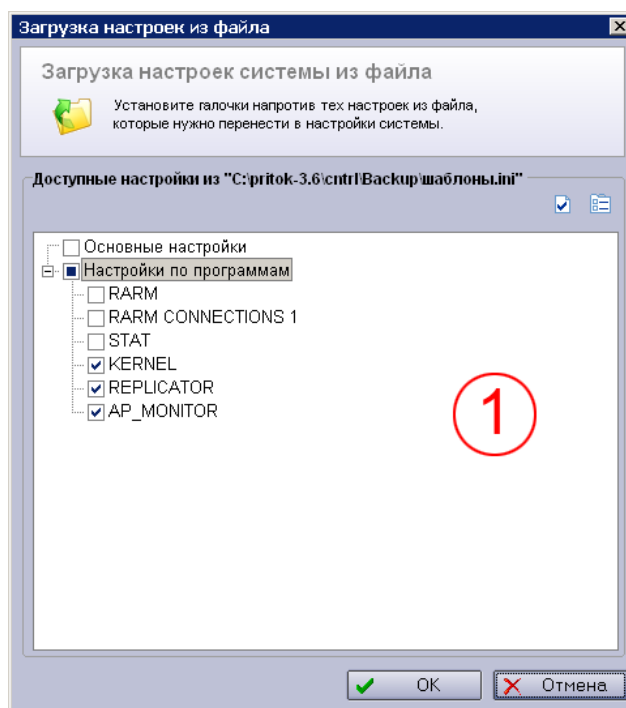 Загрузка настроек из файла
Загрузка настроек системы из файла
Установите галочки напротив тех настроек из файла,
которые нужно перенести в настройки системы.
Доступные настройки из "C:\pritok-3.6\cntrl\Backup\шаблоны.ini"
Основные настройки
Настройки по программам
RARM
RARM CONNECTIONS 1
STAT
KERNEL
REPLICATOR
AP_MONITOR
1
OK
Отмена